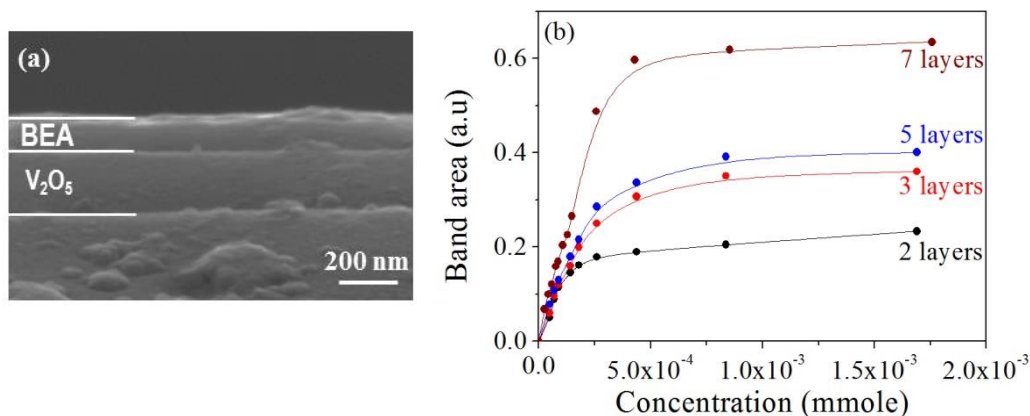 (a)
BEA
V₂O₅
200 nm
(b)
Band area (a.u)
0.6
0.4
0.2
0.0
7 layers
5 layers
3 layers
2 layers
0.0
5.0x10⁻⁴
1.0x10⁻³
1.5x10⁻³
2.0x10⁻³
Concentration (mmole)